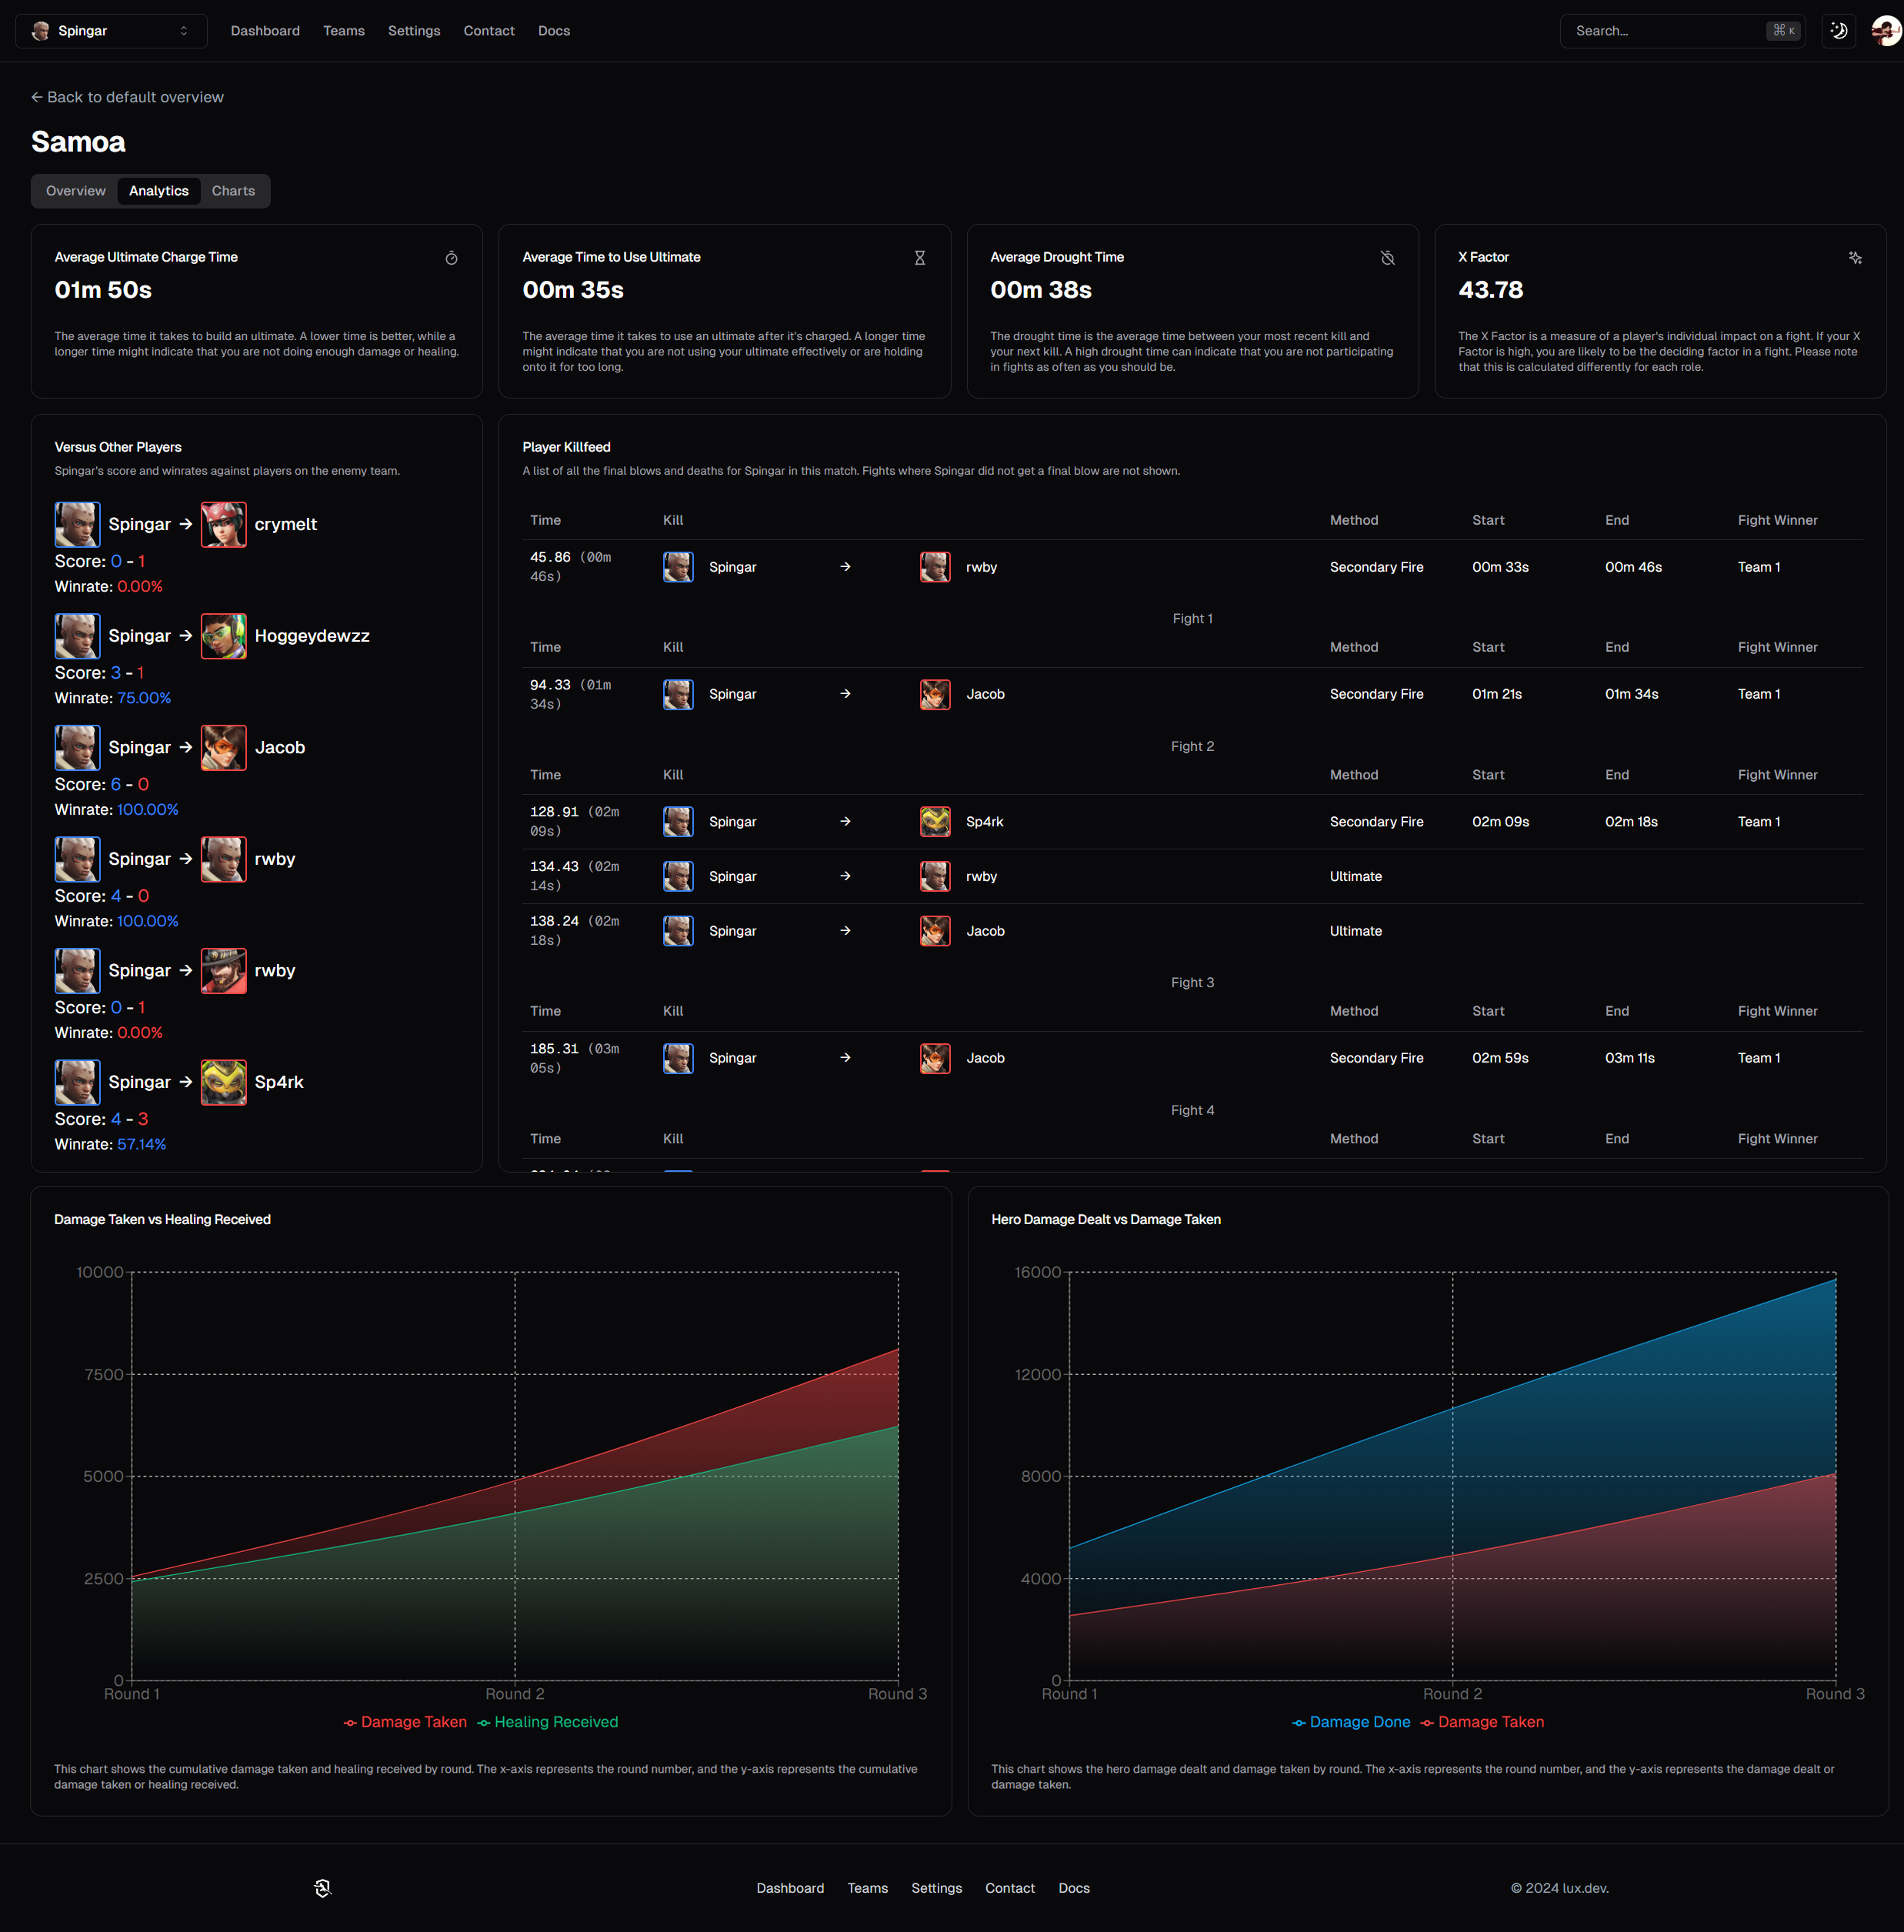 Spingar Dashboard Teams Settings Contact Docs Search... ⌘ K
← Back to default overview
Samoa
Overview Analytics Charts
Average Ultimate Charge Time
01m 50s
The average time it takes to build an ultimate. A lower time is better, while a
longer time might indicate that you are not doing enough damage or healing.
Average Time to Use Ultimate
00m 35s
The average time it takes to use an ultimate after it's charged. A longer time
might indicate that you are not using your ultimate effectively or are holding
onto it for too long.
Average Drought Time
00m 38s
The drought time is the average time between your most recent kill and
your next kill. A high drought time can indicate that you are not participating
in fights as often as you should be.
X Factor
43.78
The X Factor is a measure of a player's individual impact on a fight. If your X
Factor is high, you are likely to be the deciding factor in a fight. Please note
that this is calculated differently for each role.
Versus Other Players
Spingar's score and winrates against players on the enemy team.
Spingar → crymelt
Score: 0 - 1
Winrate: 0.00%
Spingar → Hoggeydewzz
Score: 3 - 1
Winrate: 75.00%
Spingar → Jacob
Score: 6 - 0
Winrate: 100.00%
Spingar → rwby
Score: 4 - 0
Winrate: 100.00%
Spingar → rwby
Score: 0 - 1
Winrate: 0.00%
Spingar → Sp4rk
Score: 4 - 3
Winrate: 57.14%
Player Killfeed
A list of all the final blows and deaths for Spingar in this match. Fights where Spingar did not get a final blow are not shown.
Time Kill Method Start End Fight Winner
45.86 (00m
46s) Spingar → rwby Secondary Fire 00m 33s 00m 46s Team 1
Fight 1
Time Kill Method Start End Fight Winner
94.33 (01m
34s) Spingar → Jacob Secondary Fire 01m 21s 01m 34s Team 1
Fight 2
Time Kill Method Start End Fight Winner
128.91 (02m
09s) Spingar → Sp4rk Secondary Fire 02m 09s 02m 18s Team 1
134.43 (02m
14s) Spingar → rwby Ultimate
138.24 (02m
18s) Spingar → Jacob Ultimate
Fight 3
Time Kill Method Start End Fight Winner
185.31 (03m
05s) Spingar → Jacob Secondary Fire 02m 59s 03m 11s Team 1
Fight 4
Time Kill Method Start End Fight Winner
Damage Taken vs Healing Received
10000
7500
5000
2500
0
Round 1 Round 2 Round 3
Damage Taken Healing Received
This chart shows the cumulative damage taken and healing received by round. The x-axis represents the round number, and the y-axis represents the cumulative
damage taken or healing received.
Hero Damage Dealt vs Damage Taken
16000
12000
8000
4000
0
Round 1 Round 2 Round 3
Damage Done Damage Taken
This chart shows the hero damage dealt and damage taken by round. The x-axis represents the round number, and the y-axis represents the damage dealt or
damage taken.
Dashboard Teams Settings Contact Docs © 2024 lux.dev.